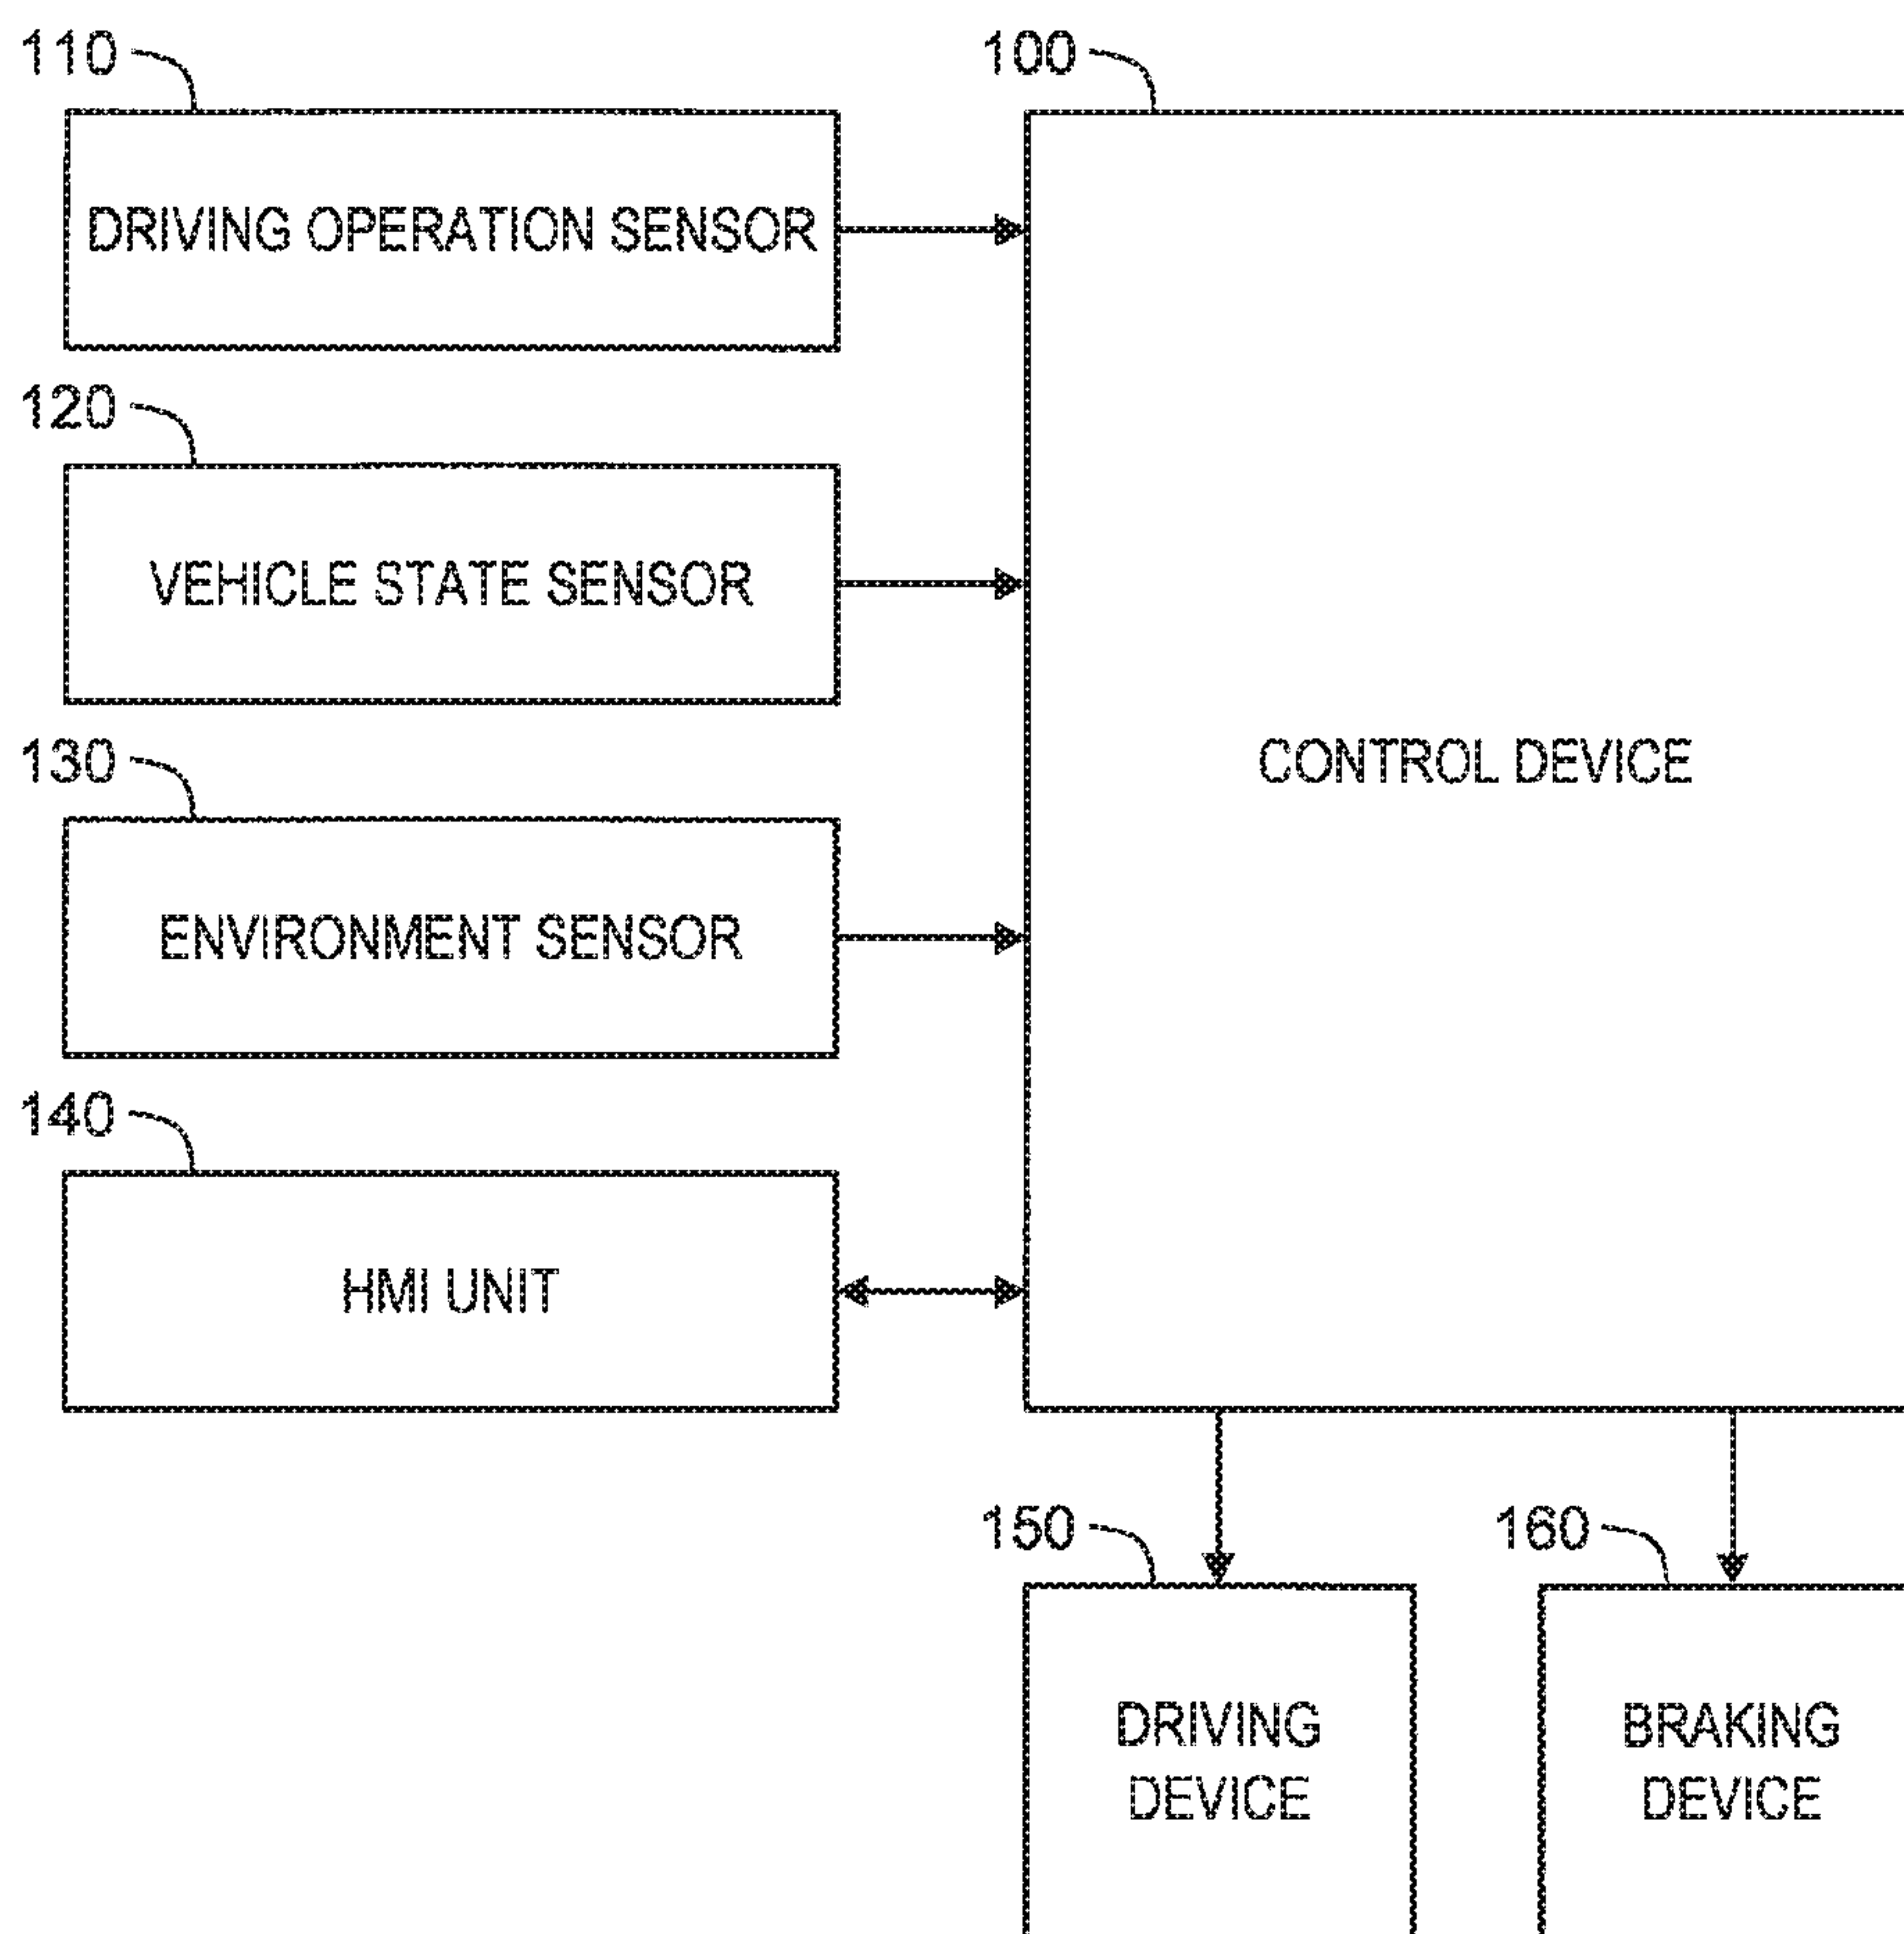 110
100
DRIVING OPERATION SENSOR
120
VEHICLE STATE SENSOR
130
CONTROL DEVICE
ENVIRONMENT SENSOR
140
HMI UNIT
150
160
DRIVING
DEVICE
BRAKING
DEVICE